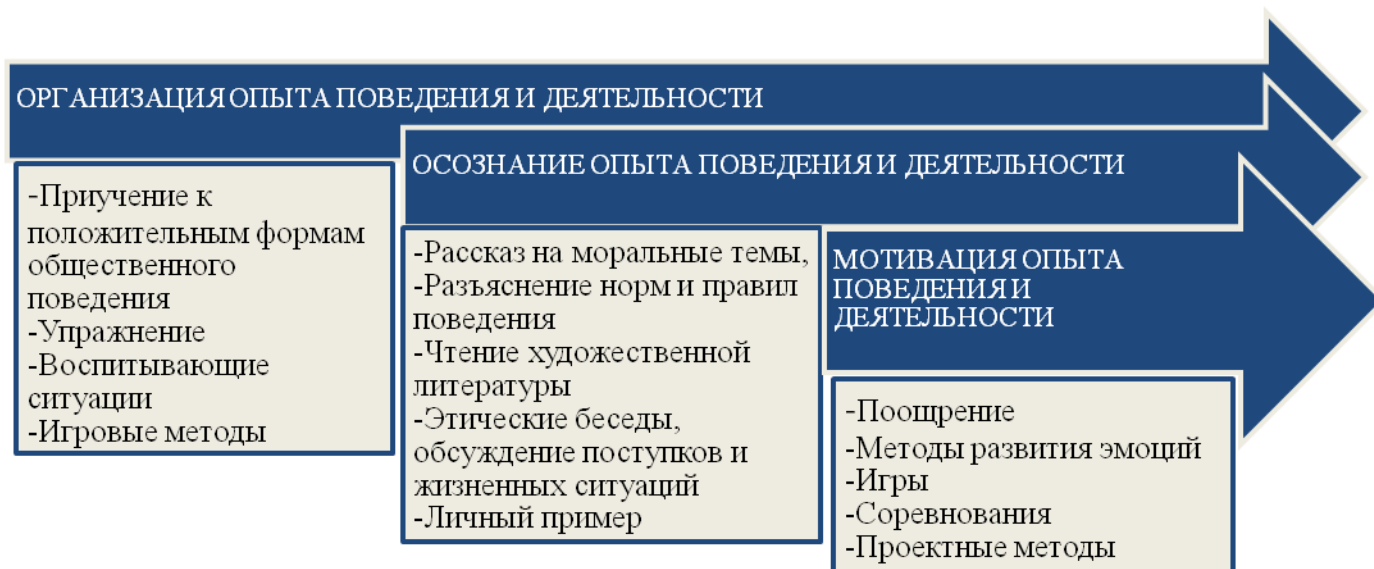 ОРГАНИЗАЦИЯ ОПЫТА ПОВЕДЕНИЯ И ДЕЯТЕЛЬНОСТИ
-Приучение к
положительным формам
общественного
поведения
-Упражнение
-Воспитывающие
ситуации
-Игровые методы
ОСОЗНАНИЕ ОПЫТА ПОВЕДЕНИЯ И ДЕЯТЕЛЬНОСТИ
-Рассказ на моральные темы,
-Разъяснение норм и правил
поведения
-Чтение художественной
литературы
-Этические беседы,
обсуждение поступков и
жизненных ситуаций
-Личный пример
МОТИВАЦИЯ ОПЫТА
ПОВЕДЕНИЯ И
ДЕЯТЕЛЬНОСТИ
-Поощрение
-Методы развития эмоций
-Игры
-Соревнования
-Проектные методы